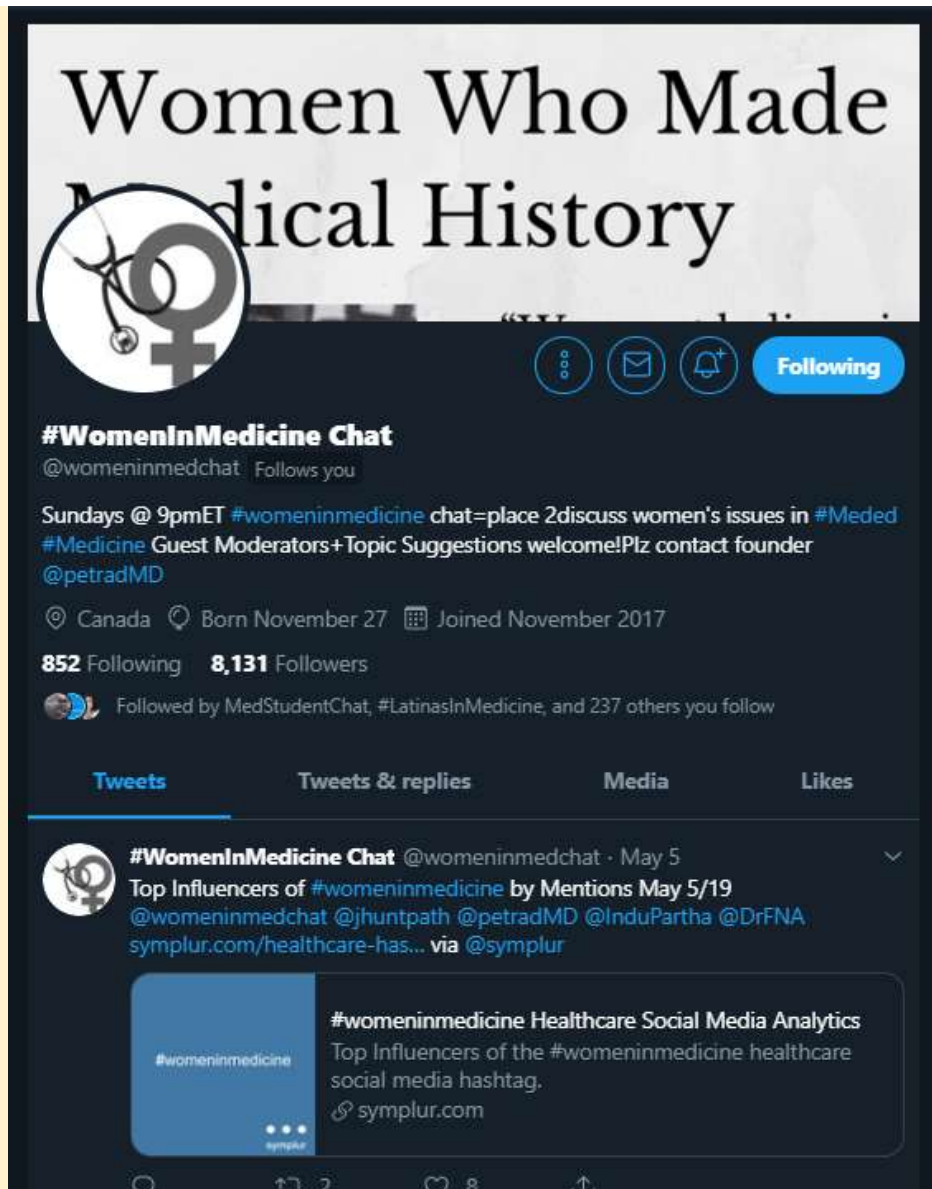 Women Who Made
Medical History
#WomenInMedicine Chat
@womeninmedchat Follows you
Following
Sundays @ 9pmET #womeninmedicine chat=place 2discuss women's issues in #Meded
#Medicine Guest Moderators+Topic Suggestions welcome!Plz contact founder
@petradMD
Canada Born November 27 Joined November 2017
852 Following 8,131 Followers
Followed by MedStudentChat, #LatinasInMedicine, and 237 others you follow
Tweets Tweets & replies Media Likes
#WomenInMedicine Chat @womeninmedchat · May 5
Top Influencers of #womeninmedicine by Mentions May 5/19
@womeninmedchat @jhuntpath @petradMD @InduPartha @DrFNA
symplur.com/healthcare-has... via @symplur
#womeninmedicine
symplur
#womeninmedicine Healthcare Social Media Analytics
Top Influencers of the #womeninmedicine healthcare
social media hashtag.
symplur.com
2 8